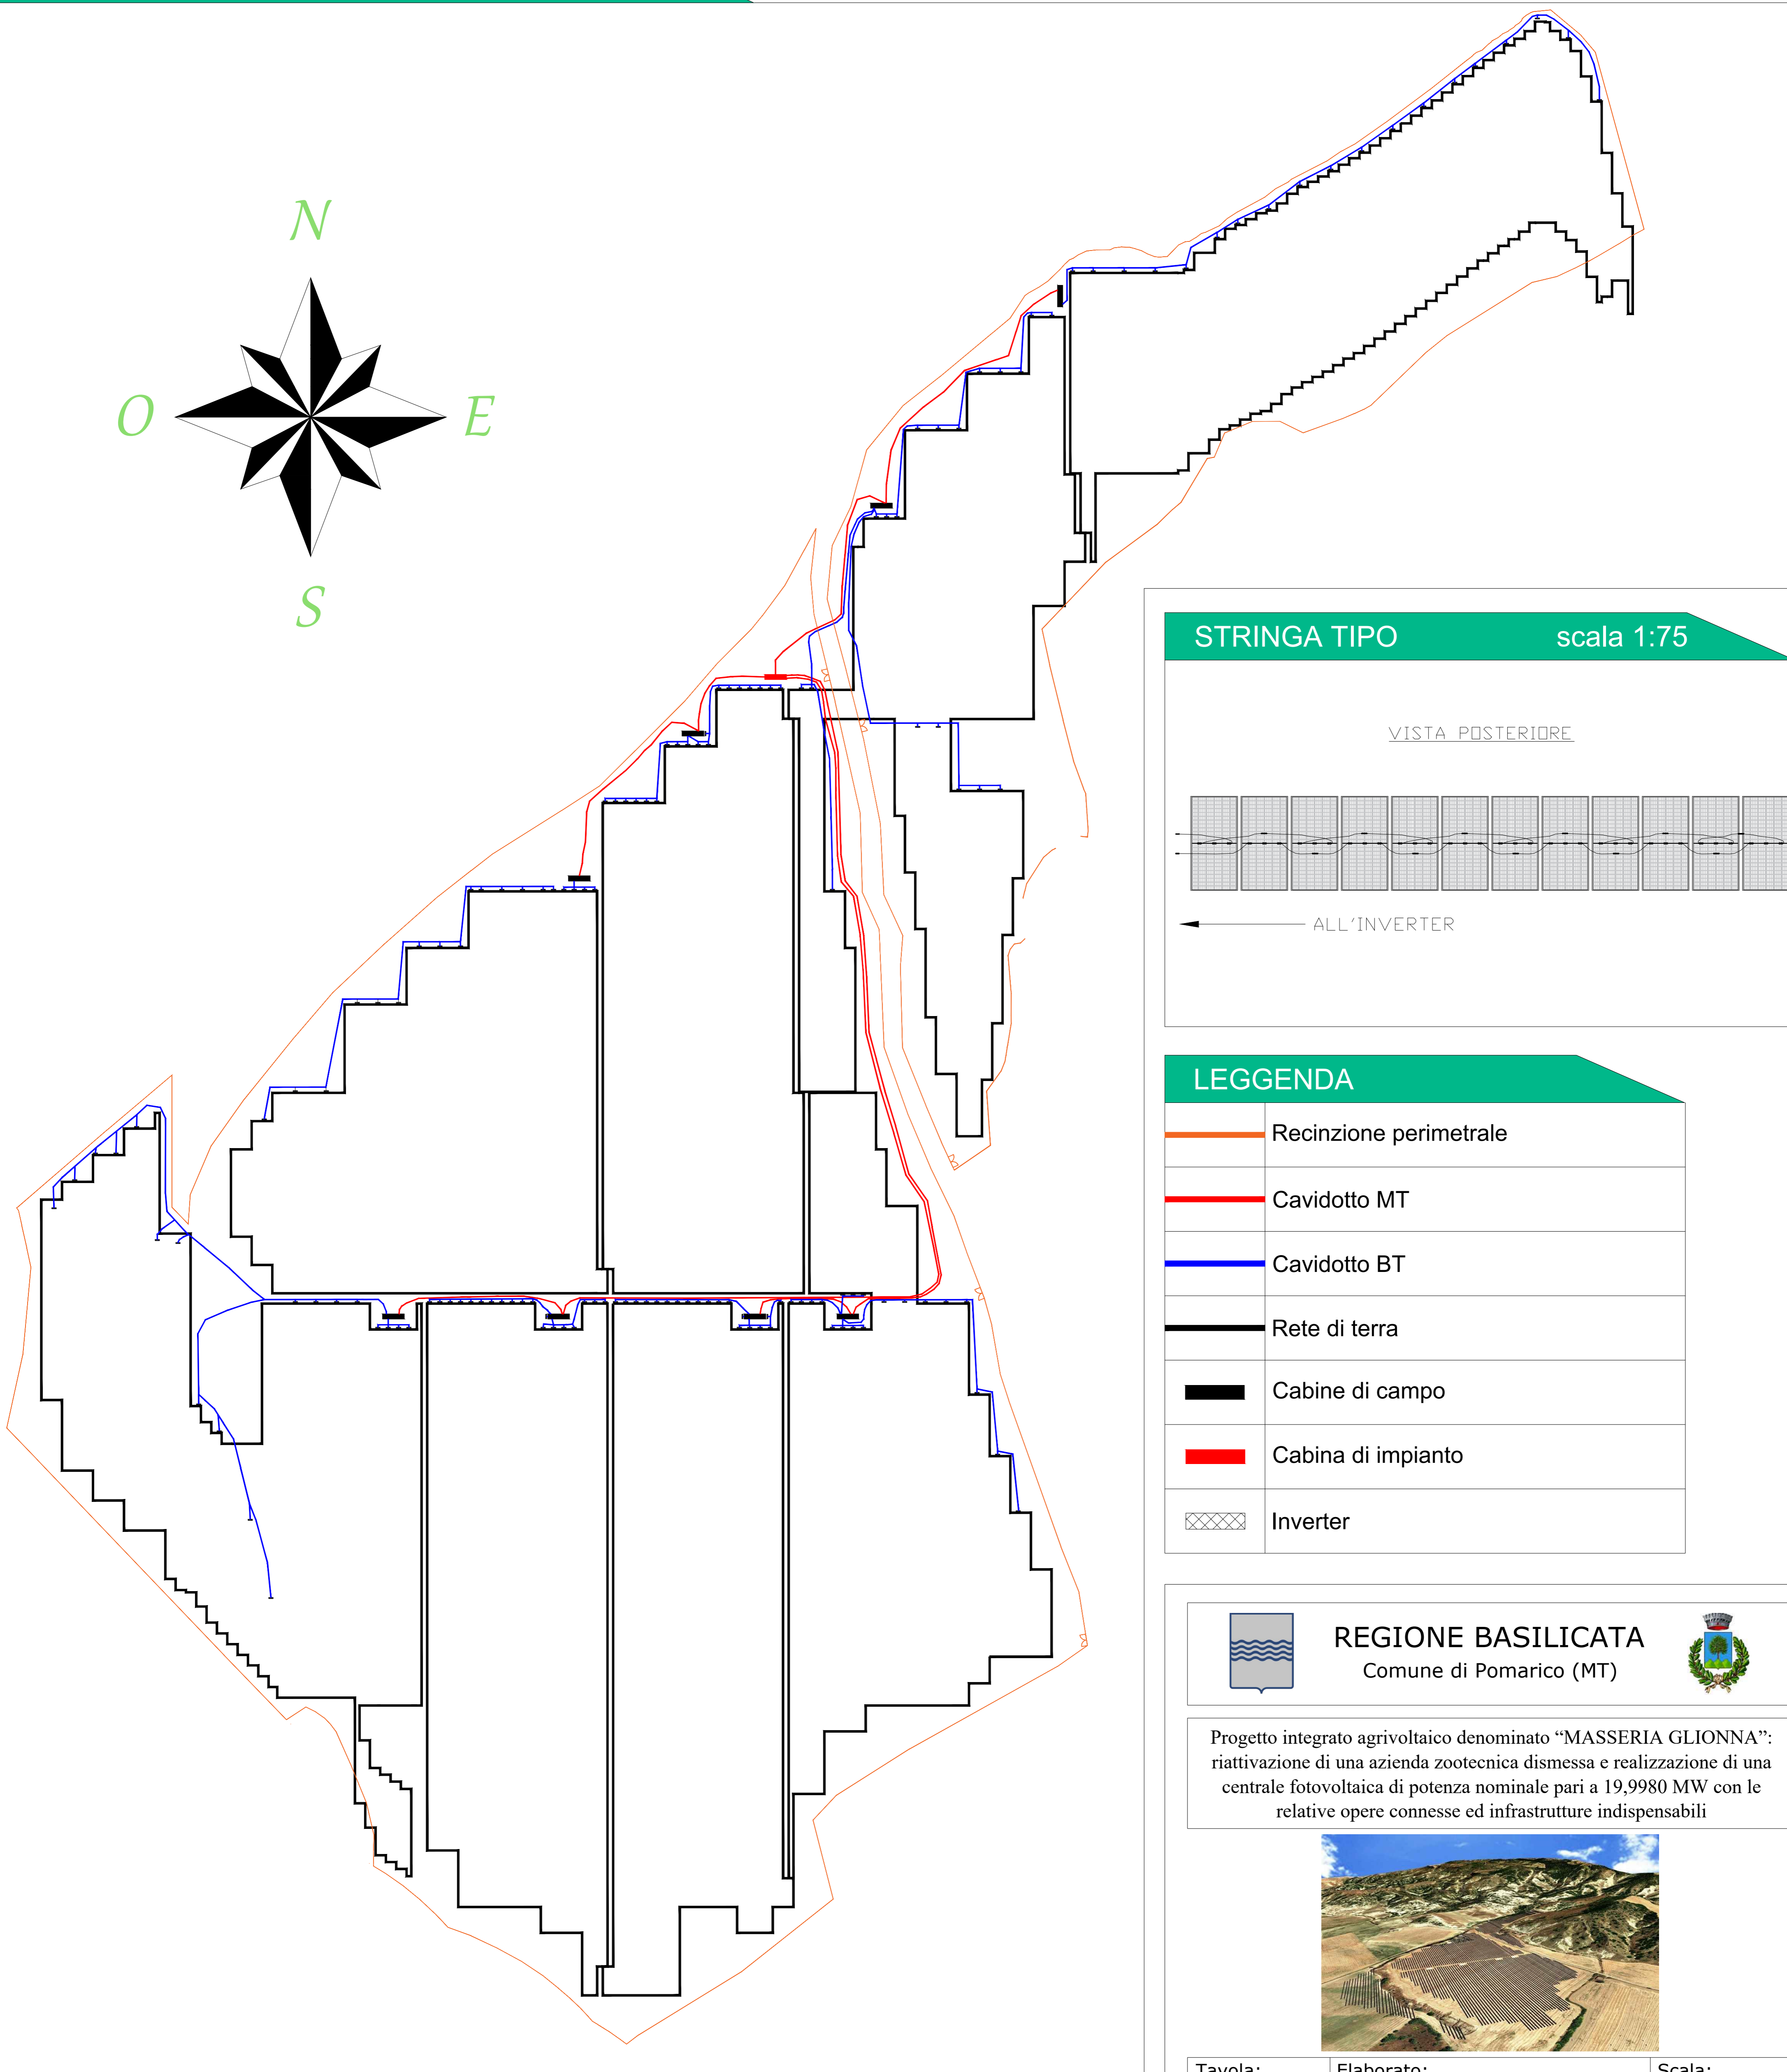 N
O
E
S
STRINGA TIPO scala 1:75
VISTA POSTERIORE
ALL'INVERTER
LEGGENDA
Recinzione perimetrale
Cavidotto MT
Cavidotto BT
Rete di terra
Cabine di campo
Cabina di impianto
Inverter
REGIONE BASILICATA
Comune di Pomarico (MT)
Progetto integrato agrivoltaico denominato “MASSERIA GLIONNA”:
riattivazione di una azienda zootecnica dismessa e realizzazione di una
centrale fotovoltaica di potenza nominale pari a 19,9980 MW con le
relative opere connesse ed infrastrutture indispensabili
Tavola: Elaborato: Scala: